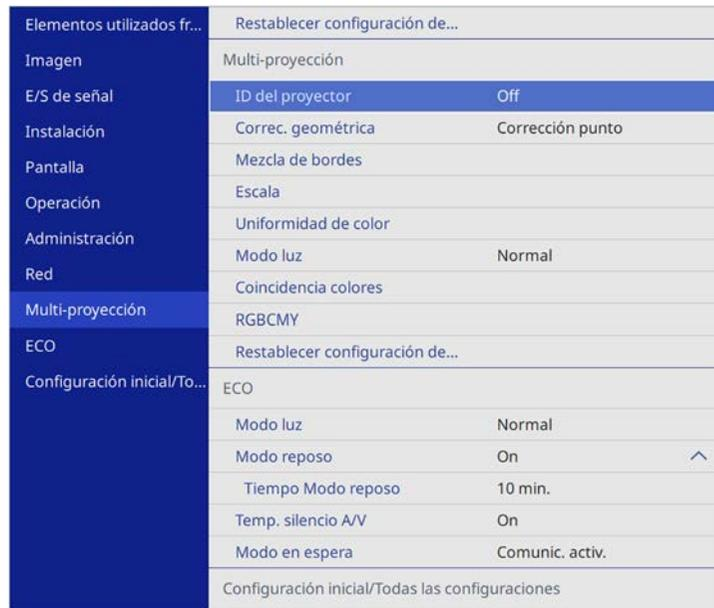 Elementos utilizados fr...
Imagen
E/S de señal
Instalación
Pantalla
Operación
Administración
Red
Multi-proyección
ECO
Configuración inicial/To...
Restablecer configuración de...
Multi-proyección
ID del proyector Off
Correc. geométrica Corrección punto
Mezcla de bordes
Escala
Uniformidad de color
Modo luz Normal
Coincidencia colores
RGBCMY
Restablecer configuración de...
ECO
Modo luz Normal
Modo reposo On
Tiempo Modo reposo 10 min.
Temp. silencio A/V On
Modo en espera Comunic. activ.
Configuración inicial/Todas las configuraciones